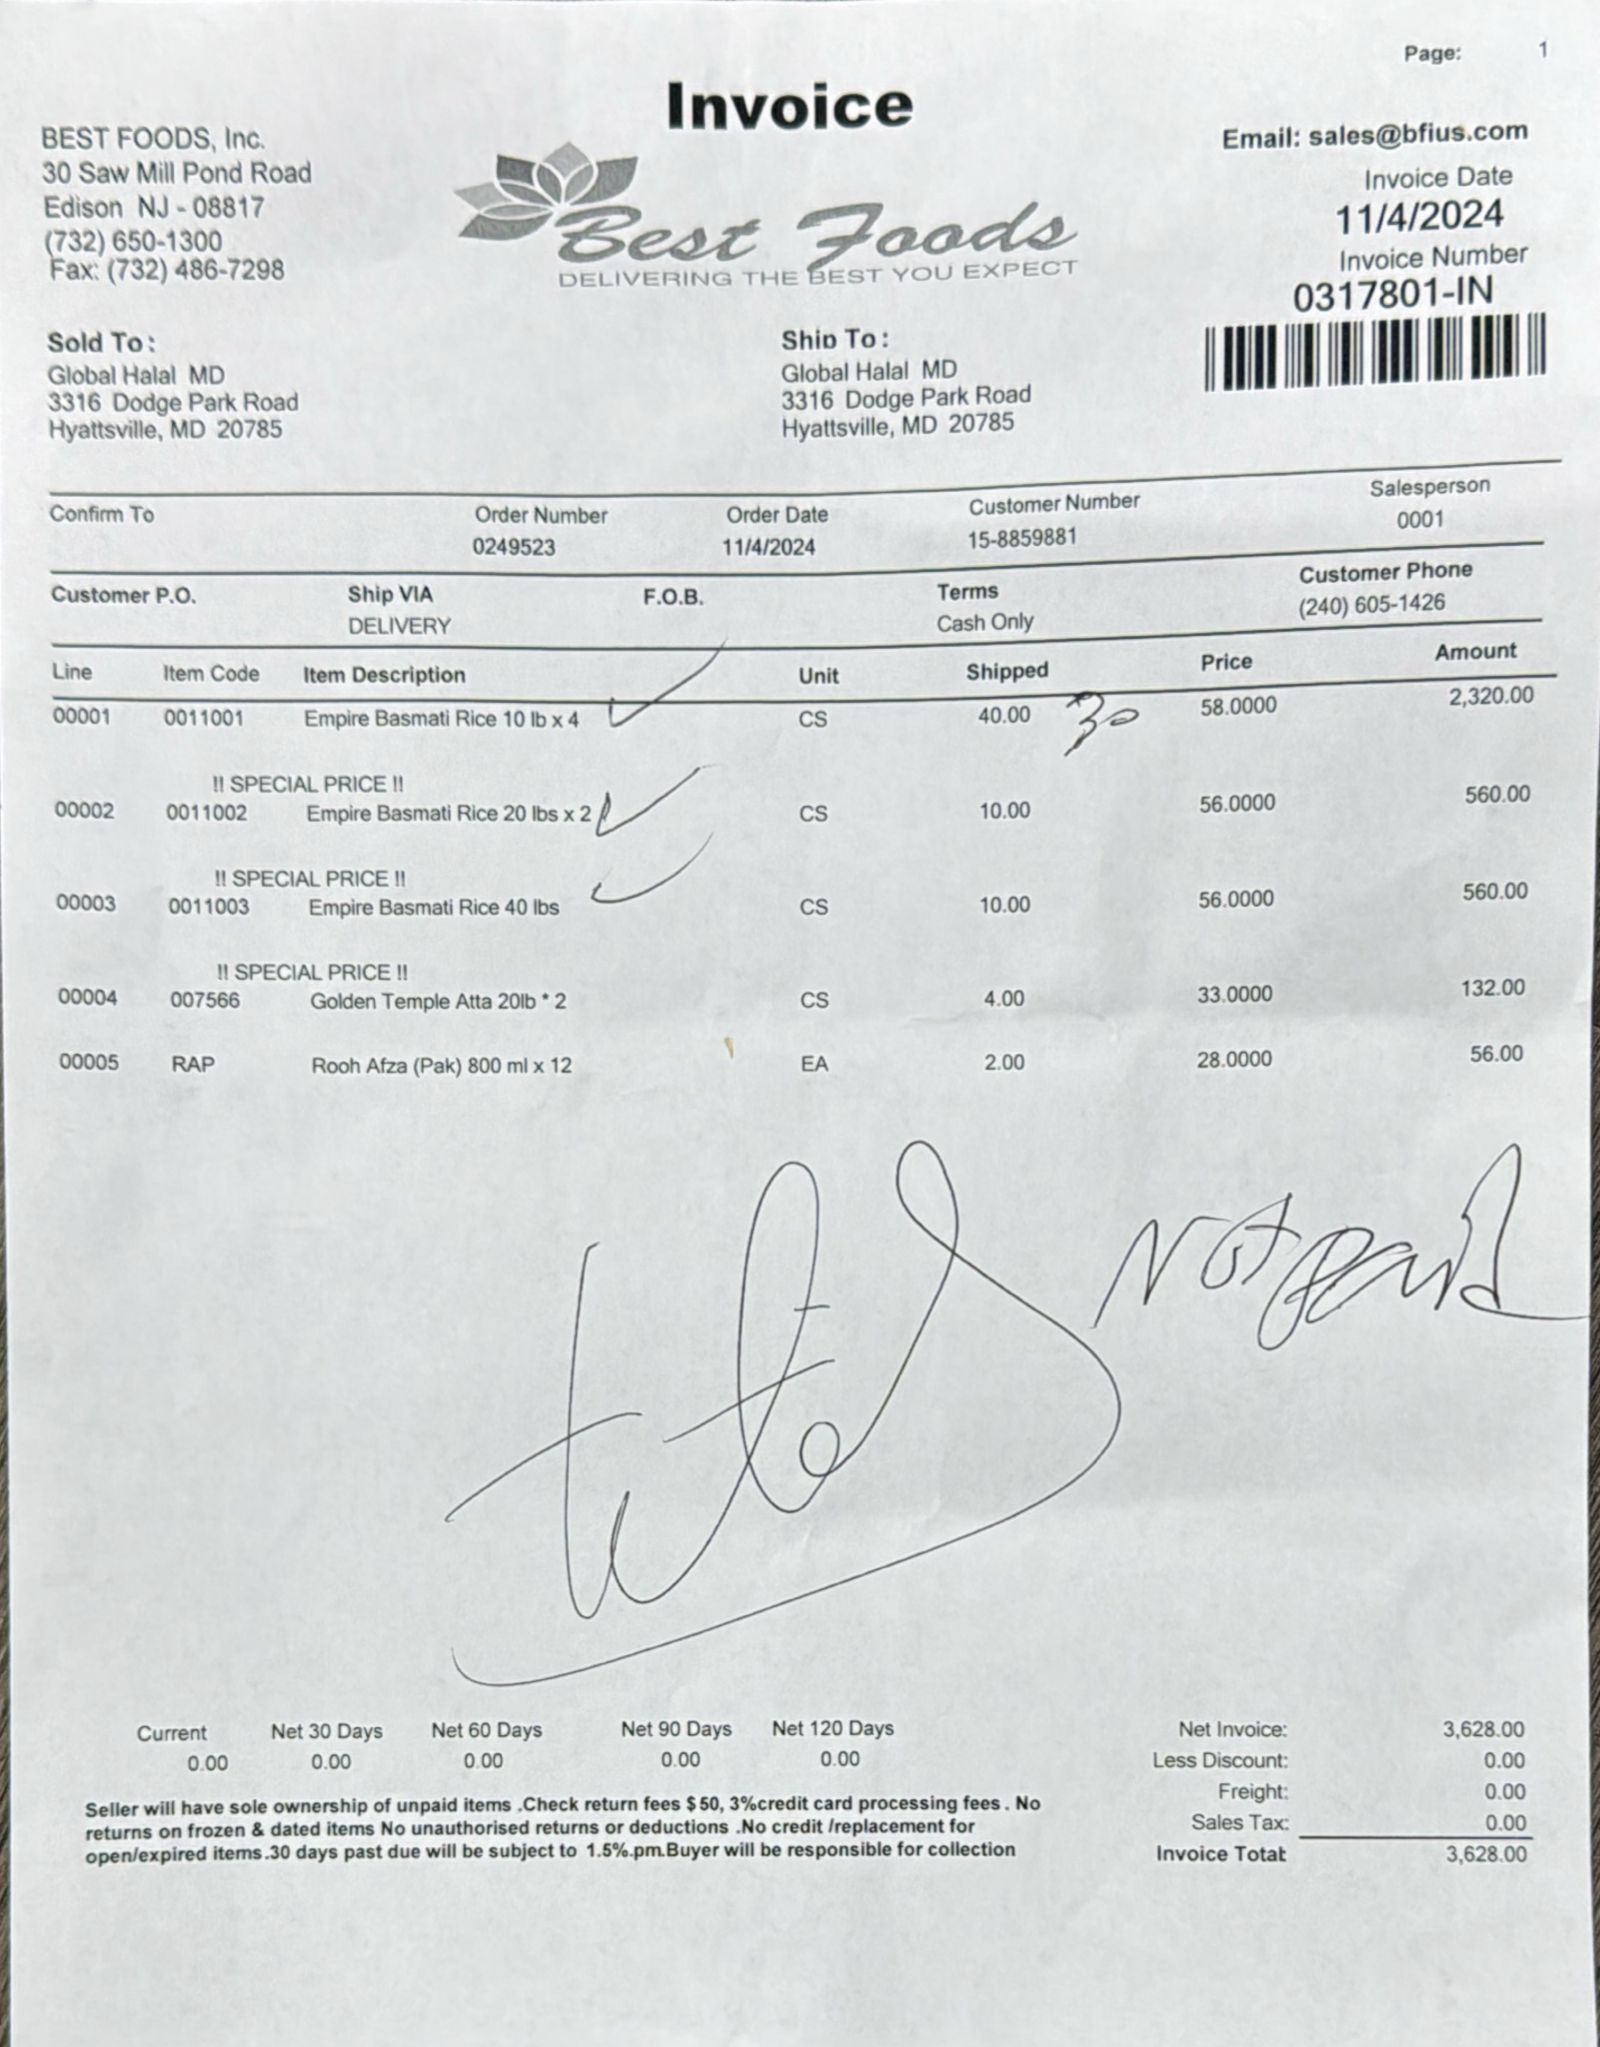 Page: 1
Invoice
BEST FOODS, Inc.
30 Saw Mill Pond Road
Edison NJ - 08817
(732) 650-1300
Fax: (732) 486-7298
Best Foods
DELIVERING THE BEST YOU EXPECT
Email: sales@bfius.com
Invoice Date
11/4/2024
Invoice Number
0317801-IN
Sold To :
Global Halal MD
3316 Dodge Park Road
Hyattsville, MD 20785
Ship To :
Global Halal MD
3316 Dodge Park Road
Hyattsville, MD 20785
Confirm To Order Number Order Date Customer Number Salesperson
0249523 11/4/2024 15-8859881 0001
Customer P.O. Ship VIA F.O.B. Terms Customer Phone
DELIVERY Cash Only (240) 605-1426
Line Item Code Item Description Unit Shipped Price Amount
00001 0011001 Empire Basmati Rice 10 lb x 4 CS 40.00 30 58.0000 2,320.00
!! SPECIAL PRICE !!
00002 0011002 Empire Basmati Rice 20 lbs x 2 CS 10.00 56.0000 560.00
!! SPECIAL PRICE !!
00003 0011003 Empire Basmati Rice 40 lbs CS 10.00 56.0000 560.00
!! SPECIAL PRICE !!
00004 007566 Golden Temple Atta 20lb * 2 CS 4.00 33.0000 132.00
00005 RAP Rooh Afza (Pak) 800 ml x 12 EA 2.00 28.0000 56.00
Not paid
Current Net 30 Days Net 60 Days Net 90 Days Net 120 Days
0.00 0.00 0.00 0.00 0.00
Seller will have sole ownership of unpaid items .Check return fees $50, 3%credit card processing fees . No
returns on frozen & dated items No unauthorised returns or deductions .No credit /replacement for
open/expired items.30 days past due will be subject to 1.5%.pm.Buyer will be responsible for collection
Net Invoice: 3,628.00
Less Discount: 0.00
Freight: 0.00
Sales Tax: 0.00
Invoice Total: 3,628.00